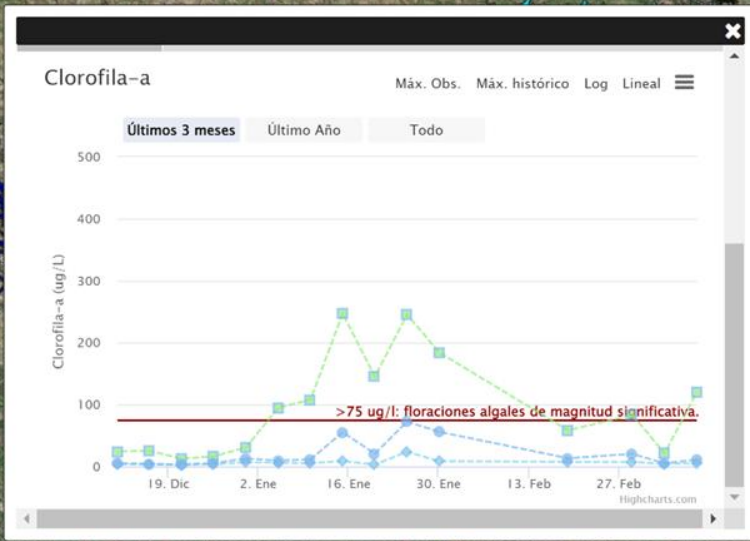 Clorofila-a
Máx. Obs. Máx. histórico Log Lineal
Últimos 3 meses Último Año Todo
500
400
300
200
100
0
Clorofila-a (ug/L)
>75 ug/l: floraciones algales de magnitud significativa.
19. Dic 2. Ene 16. Ene 30. Ene 13. Feb 27. Feb
Highcharts.com